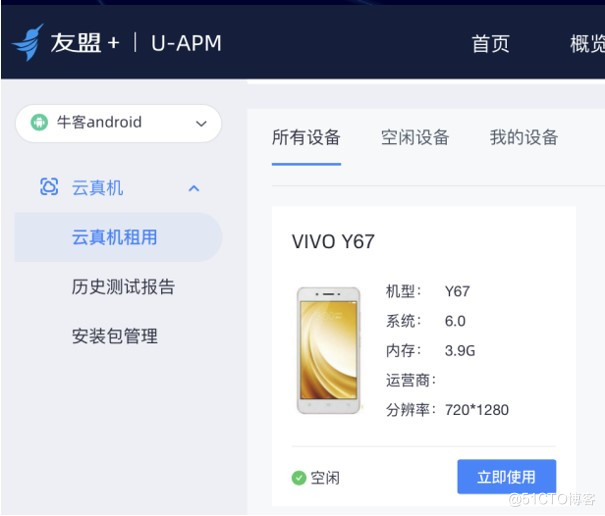 友盟+ | U-APM
首页
概览
牛客android
云真机
云真机租用
历史测试报告
安装包管理
所有设备
空闲设备
我的设备
VIVO Y67
机型: Y67
系统: 6.0
内存: 3.9G
运营商:
分辨率: 720*1280
空闲
立即使用
@51CTO博客